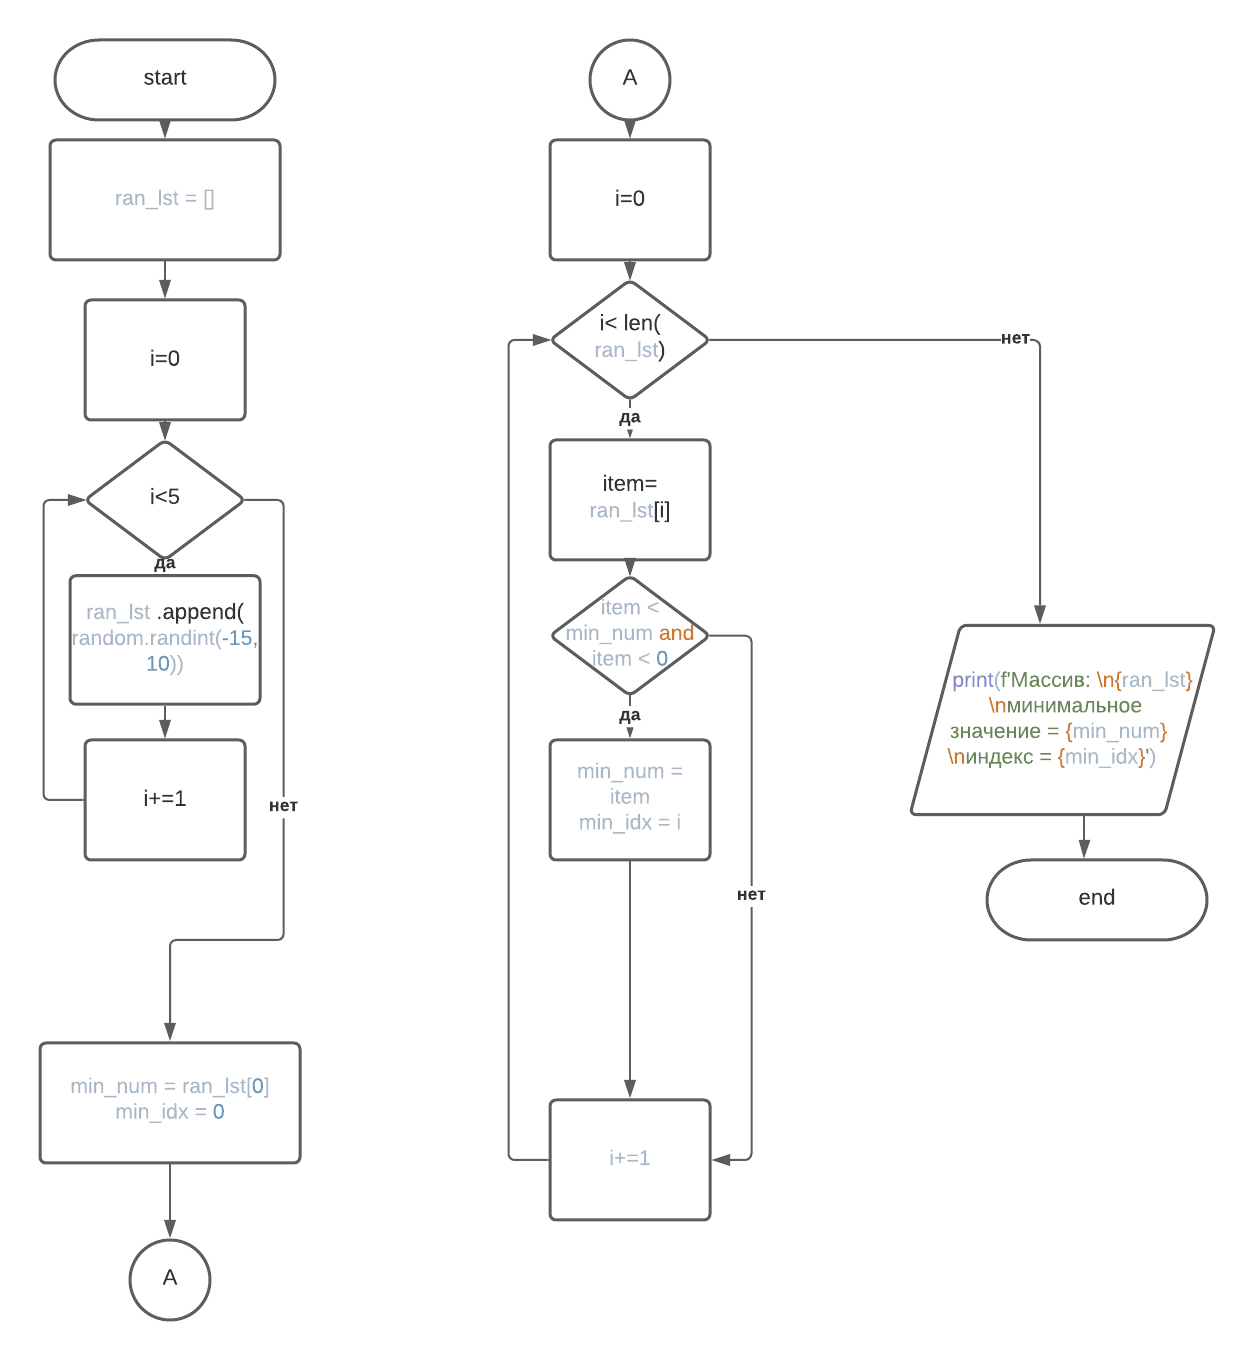 start
ran_lst = []
i=0
i<5
да
ran_lst .append(
random.randint(-15,
10))
i+=1
нет
min_num = ran_lst[0]
min_idx = 0
A
A
i=0
i< len(
ran_lst)
нет
да
item=
ran_lst[i]
item <
min_num and
item < 0
да
min_num =
item
min_idx = i
нет
i+=1
print(f'Массив: \n{ran_lst}
\nминимальное
значение = {min_num}
\nиндекс = {min_idx}')
end